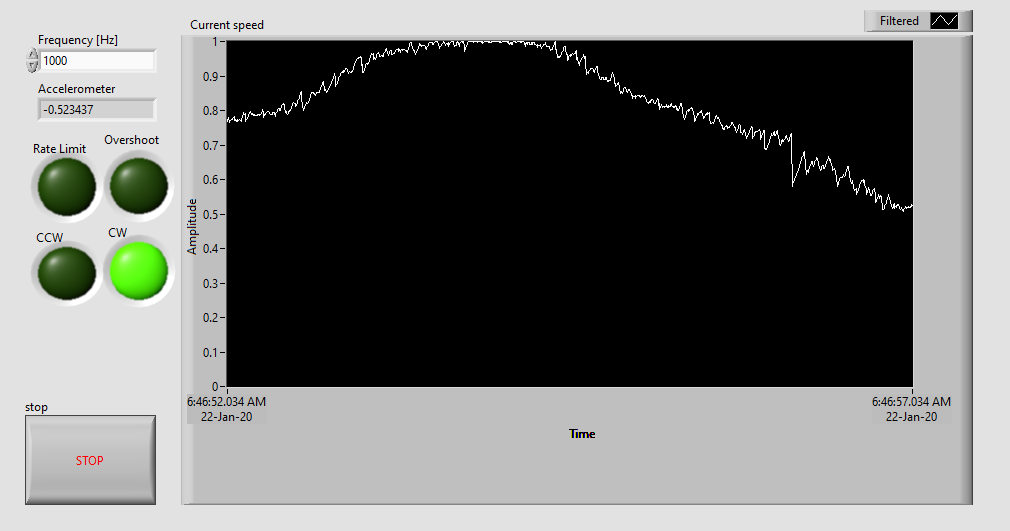 Current speed
Filtered
Frequency [Hz]
1000
Accelerometer
-0.523437
Rate Limit
Overshoot
CCW
CW
stop
STOP
Amplitude
1
0.9
0.8
0.7
0.6
0.5
0.4
0.3
0.2
0.1
0
6:46:52.034 AM
22-Jan-20
6:46:57.034 AM
22-Jan-20
Time